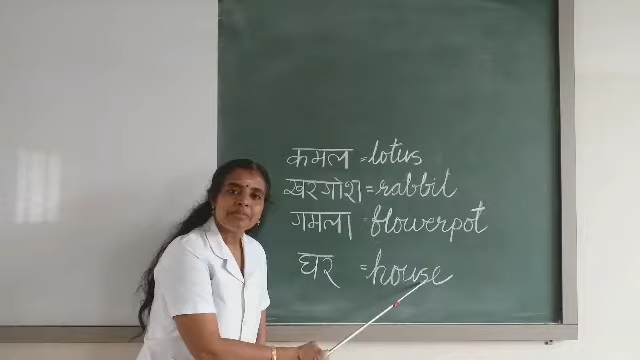 कमल =lotus
खरगोश =rabbit
गमला =flowerpot
घर =house